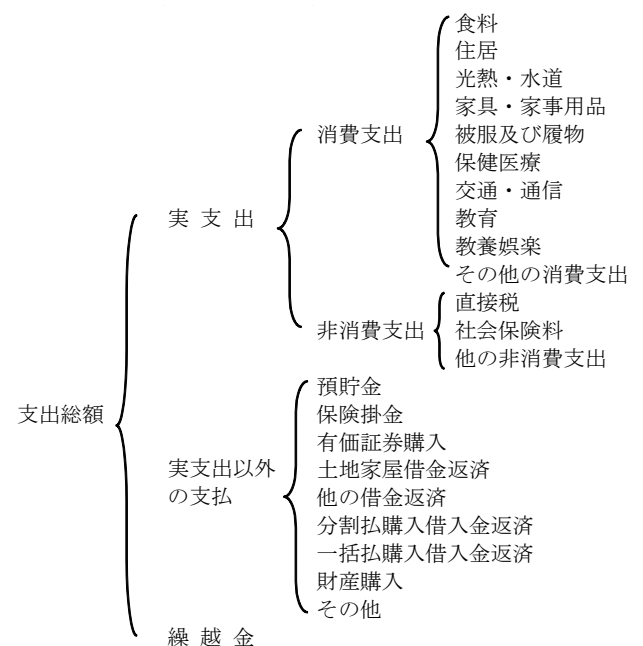 支出総額
実支出
消費支出
食料
住居
光熱・水道
家具・家事用品
被服及び履物
保健医療
交通・通信
教育
教養娯楽
その他の消費支出
非消費支出
直接税
社会保険料
他の非消費支出
実支出以外
の支払
預貯金
保険掛金
有価証券購入
土地家屋借金返済
他の借金返済
分割払購入借入金返済
一括払購入借入金返済
財産購入
その他
繰越金